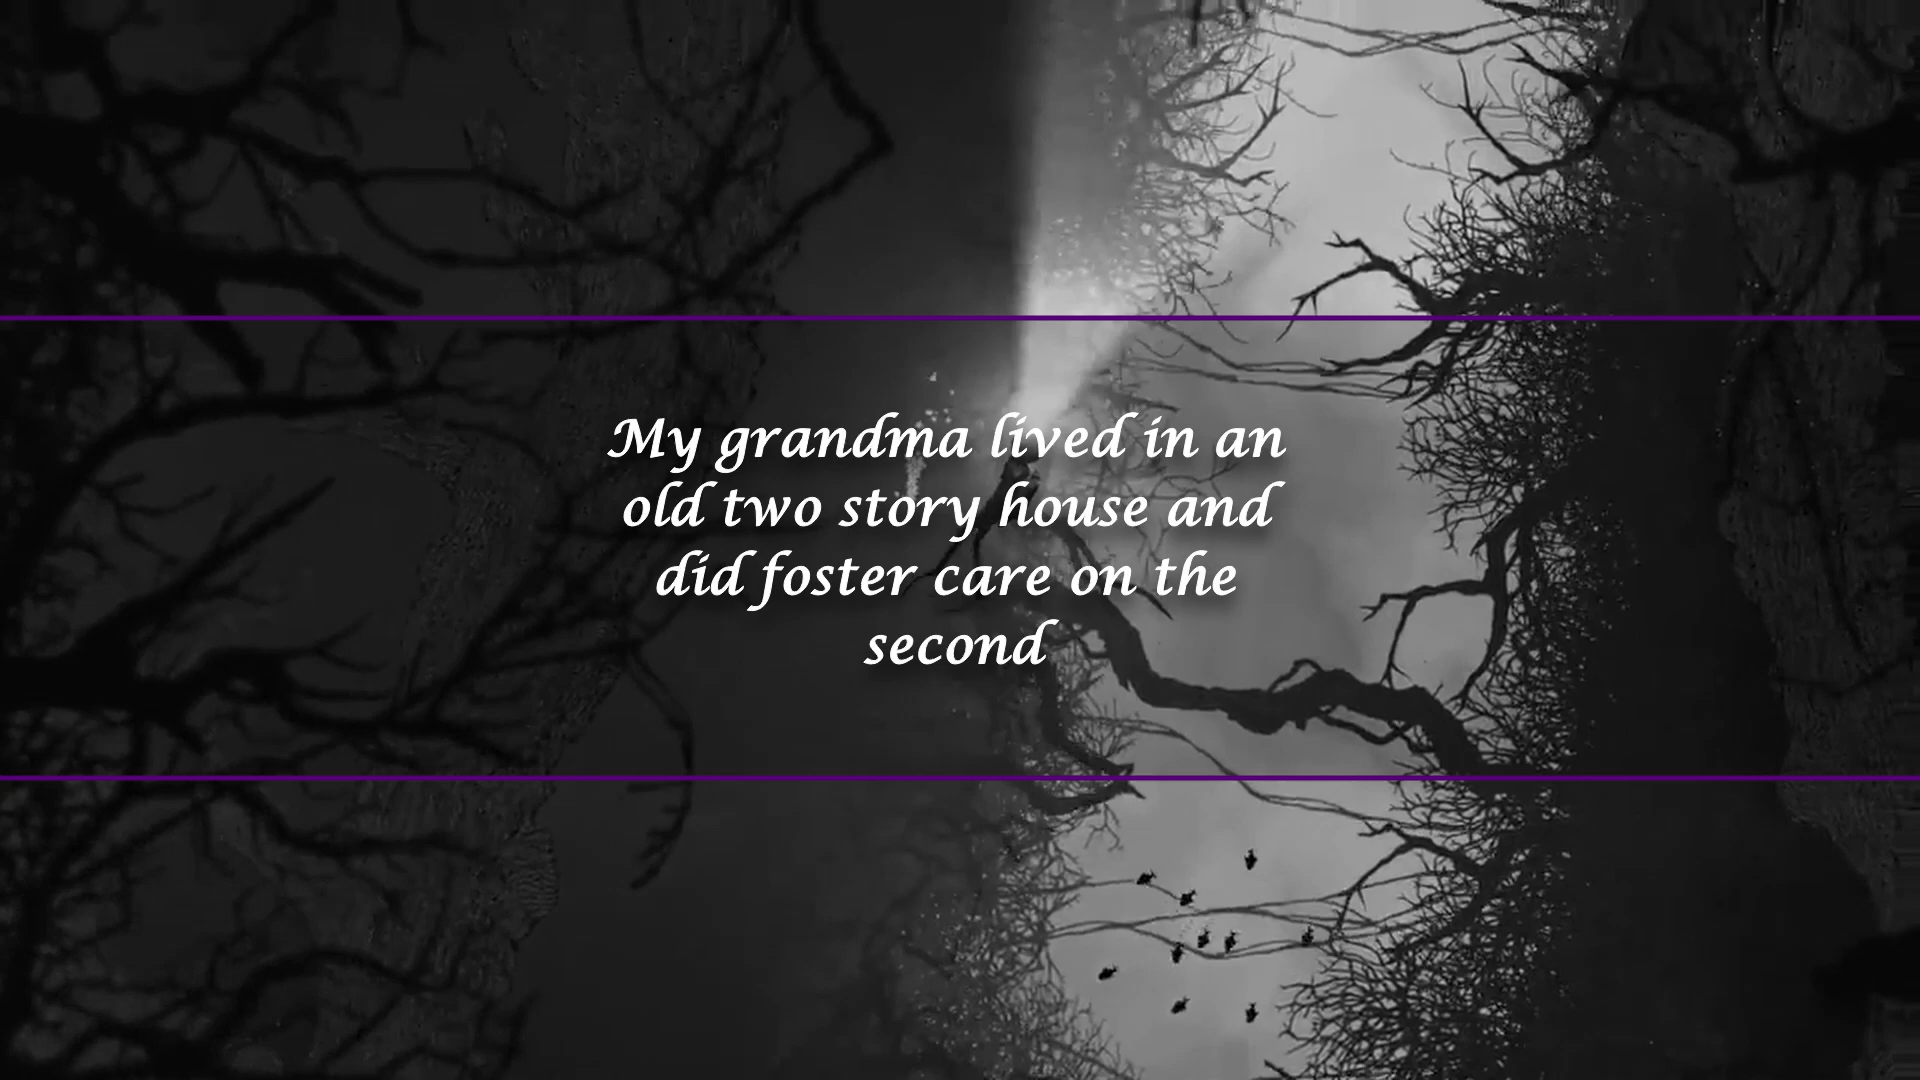 My grandma lived in an
old two story house and
did foster care on the
second